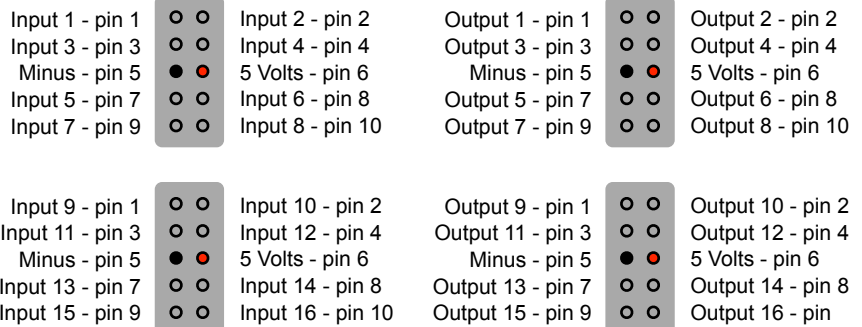 Input 1 - pin 1 Input 2 - pin 2 Output 1 - pin 1 Output 2 - pin 2
Input 3 - pin 3 Input 4 - pin 4 Output 3 - pin 3 Output 4 - pin 4
Minus - pin 5 5 Volts - pin 6 Minus - pin 5 5 Volts - pin 6
Input 5 - pin 7 Input 6 - pin 8 Output 5 - pin 7 Output 6 - pin 8
Input 7 - pin 9 Input 8 - pin 10 Output 7 - pin 9 Output 8 - pin 10
Input 9 - pin 1 Input 10 - pin 2 Output 9 - pin 1 Output 10 - pin 2
Input 11 - pin 3 Input 12 - pin 4 Output 11 - pin 3 Output 12 - pin 4
Minus - pin 5 5 Volts - pin 6 Minus - pin 5 5 Volts - pin 6
Input 13 - pin 7 Input 14 - pin 8 Output 13 - pin 7 Output 14 - pin 8
Input 15 - pin 9 Input 16 - pin 10 Output 15 - pin 9 Output 16 - pin